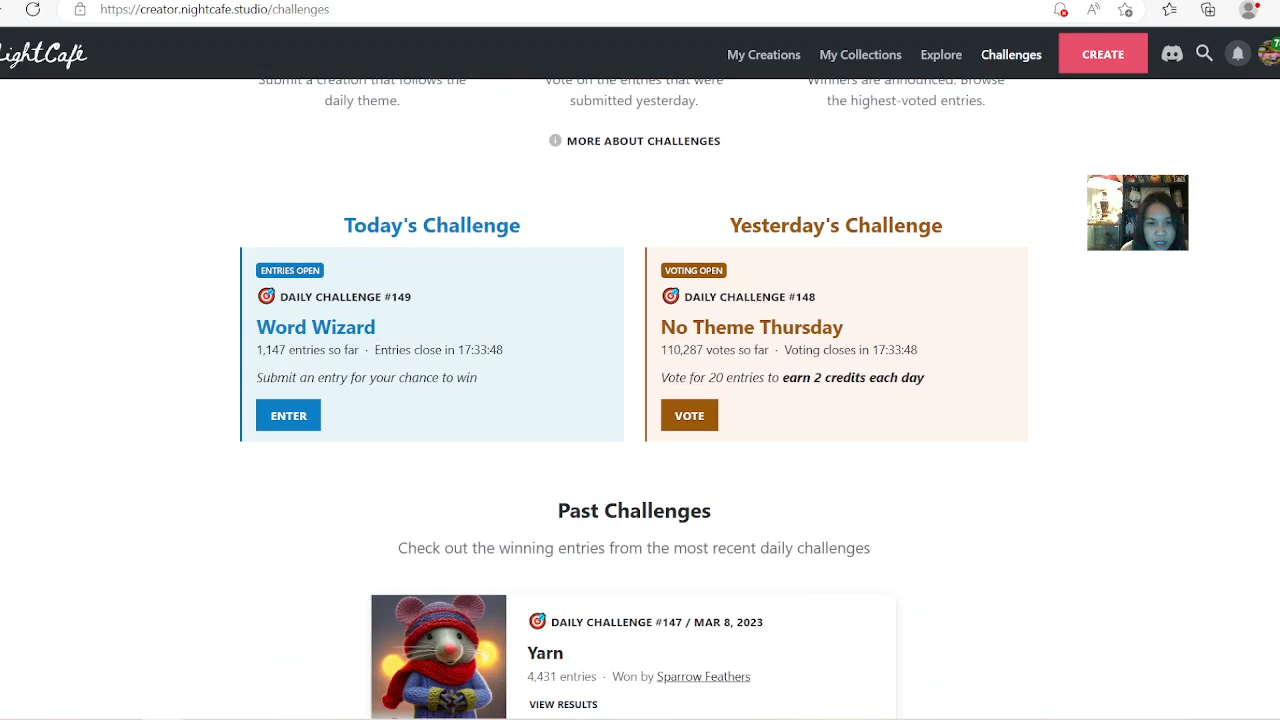 https://creator.nightcafe.studio/challenges
NightCafé
My Creations
My Collections
Explore
Challenges
CREATE
Submit a creation that follows the
daily theme.
Vote on the entries that were
submitted yesterday.
Winners are announced. Browse
the highest-voted entries.
MORE ABOUT CHALLENGES
Today's Challenge
ENTRIES OPEN
DAILY CHALLENGE #149
Word Wizard
1,147 entries so far · Entries close in 17:33:48
Submit an entry for your chance to win
ENTER
Yesterday's Challenge
VOTING OPEN
DAILY CHALLENGE #148
No Theme Thursday
110,287 votes so far · Voting closes in 17:33:48
Vote for 20 entries to earn 2 credits each day
VOTE
Past Challenges
Check out the winning entries from the most recent daily challenges
DAILY CHALLENGE #147 / MAR 8, 2023
Yarn
4,431 entries · Won by Sparrow Feathers
VIEW RESULTS